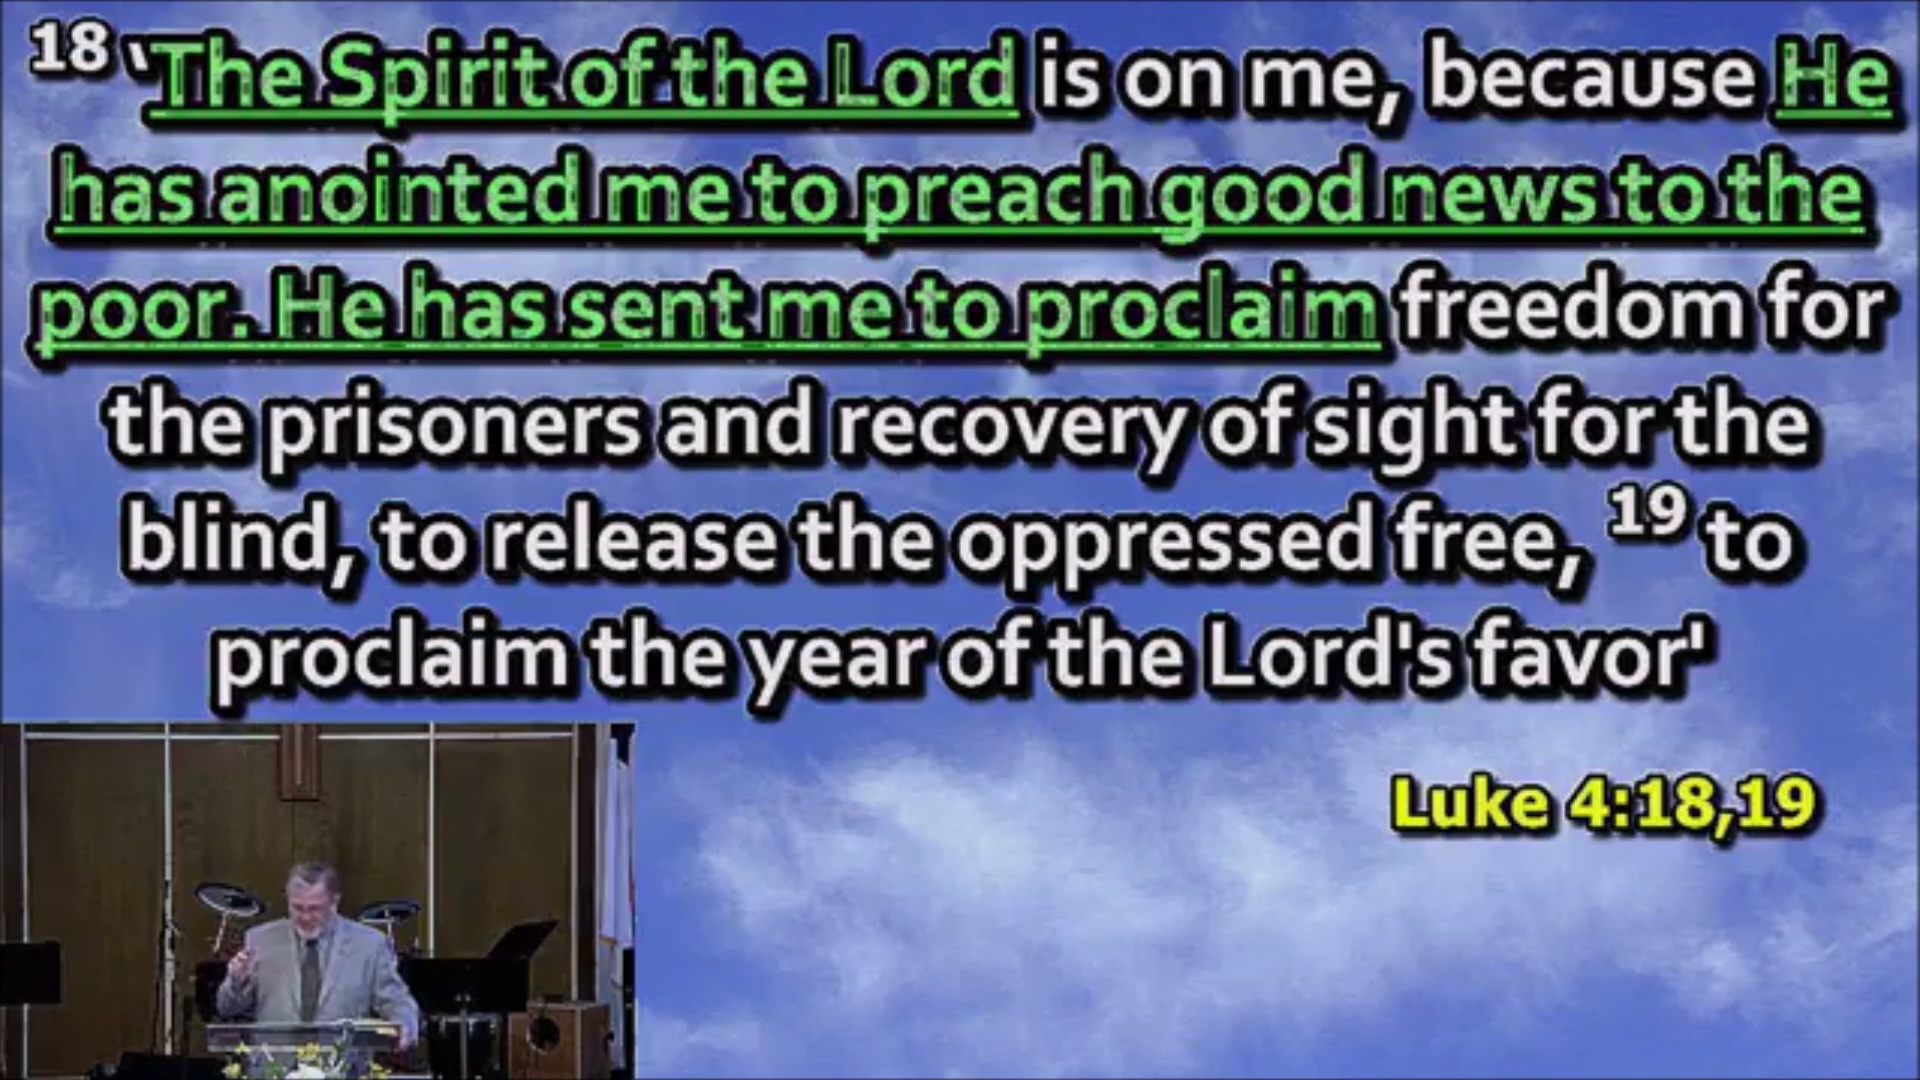 18 ‘The Spirit of the Lord is on me, because He
has anointed me to preach good news to the
poor. He has sent me to proclaim freedom for
the prisoners and recovery of sight for the
blind, to release the oppressed free, 19 to
proclaim the year of the Lord's favor'
Luke 4:18,19